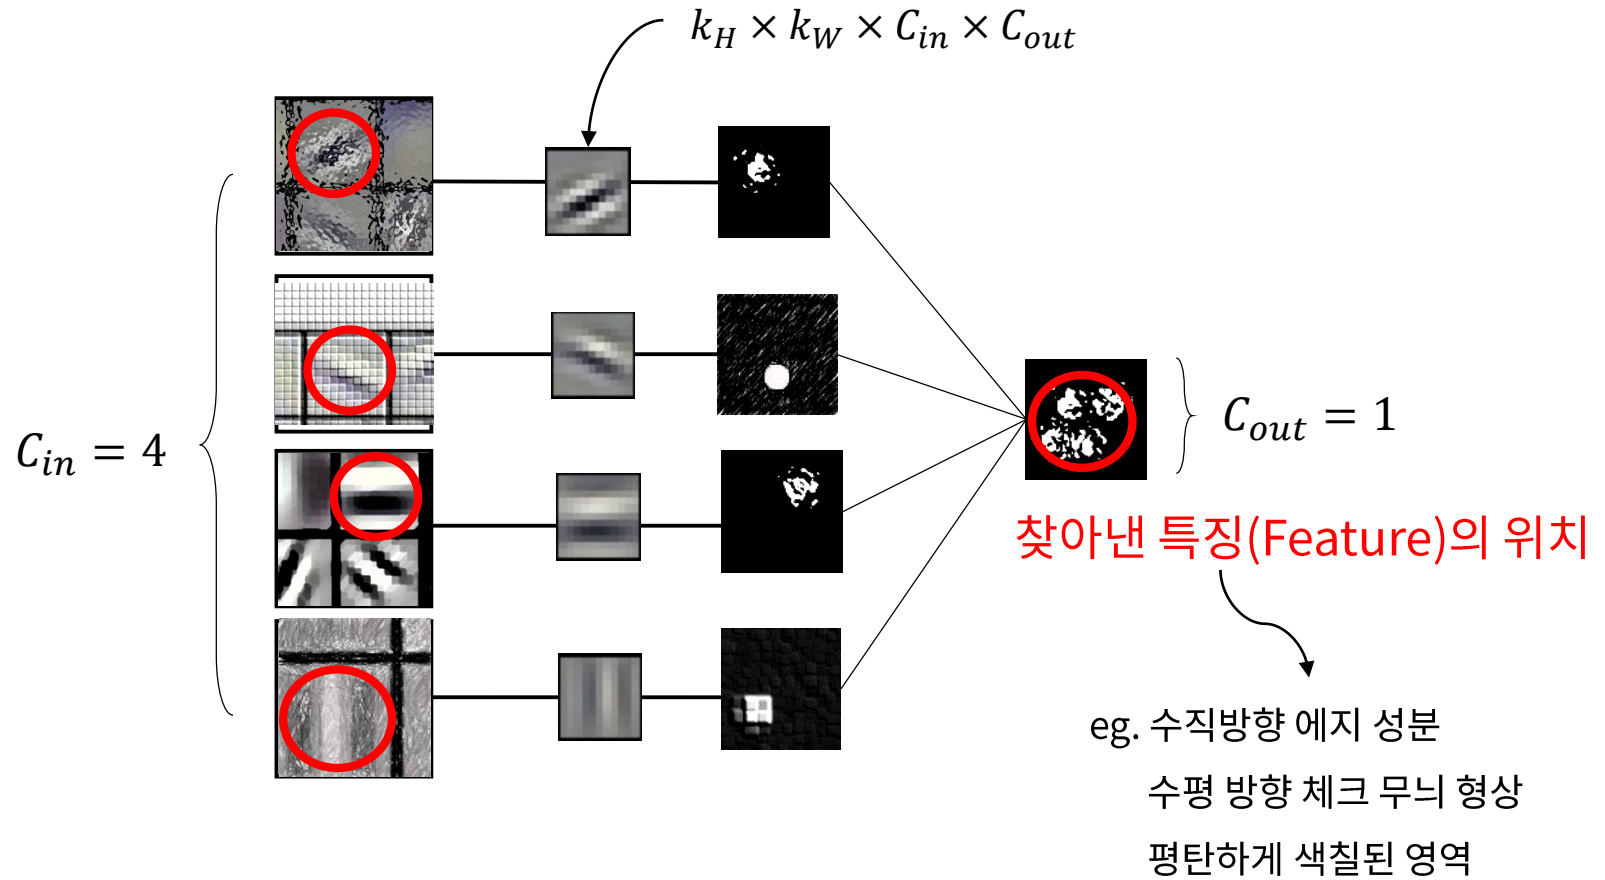 k_H × k_W × C_in × C_out
C_in = 4
C_out = 1
찾아낸 특징(Feature)의 위치
eg. 수직방향 에지 성분
수평 방향 체크 무늬 형상
평탄하게 색칠된 영역